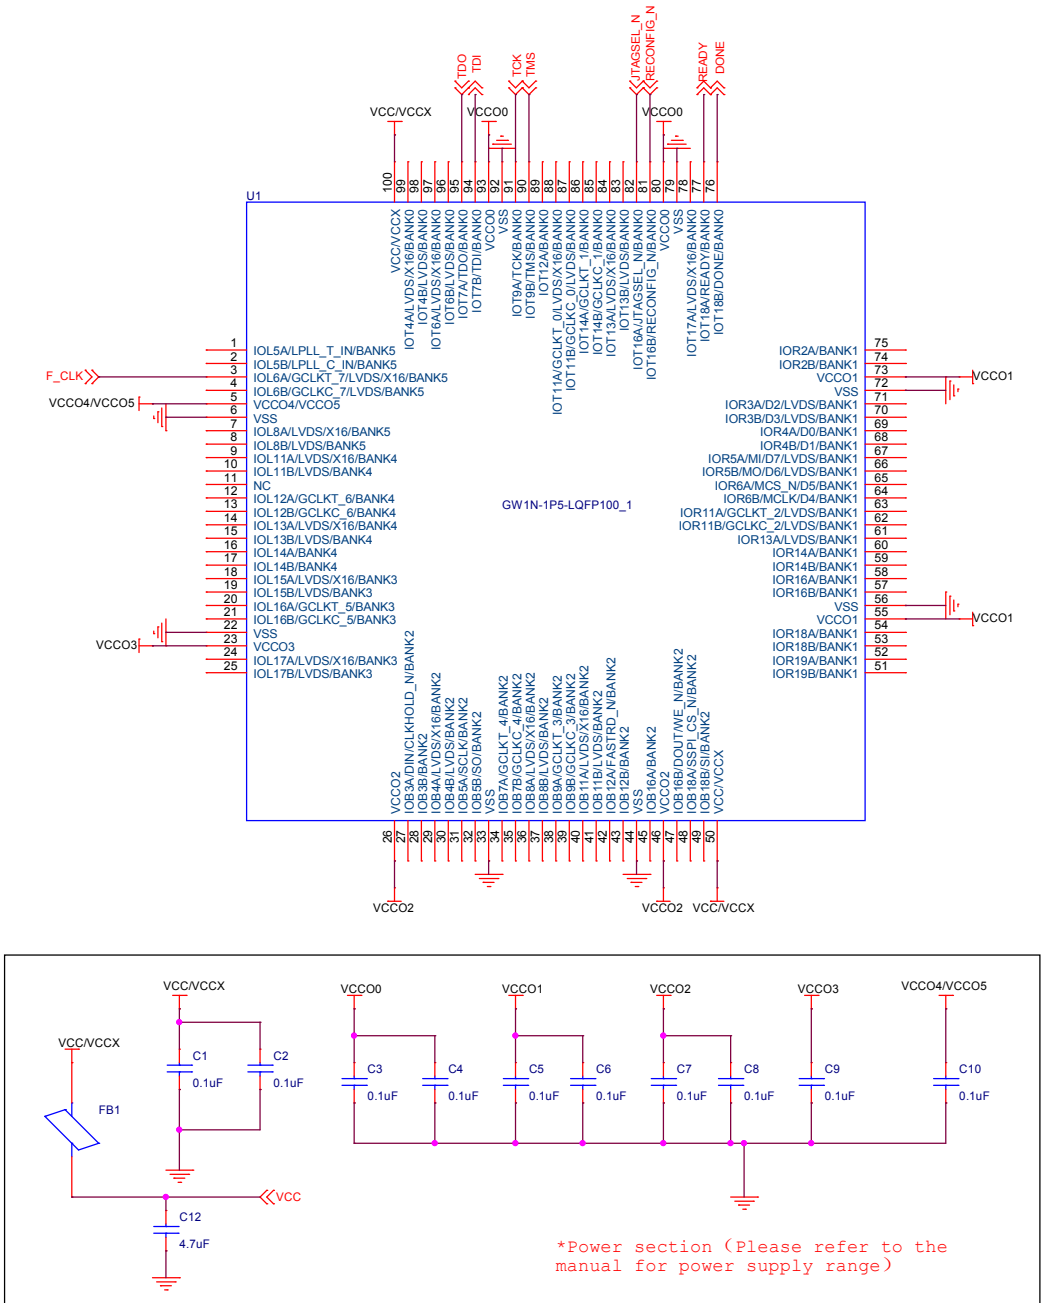 TDO
TDI
TCK
TMS
JTAGSEL_N
RECONFIG_N
READY
DONE
VCC/VCCX
VCCO0
VCCO0
100
99
98
97
96
95
94
93
92
91
90
89
88
87
86
85
84
83
82
81
80
79
78
77
76
U1
VCC/VCCX
IOT4A/LVDS/X16/BANK0
IOT4B/LVDS/BANK0
IOT6A/LVDS/X16/BANK0
IOT6B/LVDS/BANK0
IOT7A/TDO/BANK0
IOT7B/TDI/BANK0
VCCO0
VSS
IOT9A/TCK/BANK0
IOT9B/TMS/BANK0
IOT12A/BANK0
IOT11A/GCLKT_0/LVDS/X16/BANK0
IOT11B/GCLKC_0/LVDS/BANK0
IOT14A/GCLKT_1/BANK0
IOT14B/GCLKC_1/BANK0
IOT13A/LVDS/X16/BANK0
IOT13B/LVDS/BANK0
IOT16A/JTAGSEL_N/BANK0
IOT16B/RECONFIG_N/BANK0
VCCO0
VSS
IOT17A/LVDS/X16/BANK0
IOT18A/READY/BANK0
IOT18B/DONE/BANK0
1 IOL5A/LPLL_T_IN/BANK5
2 IOL5B/LPLL_C_IN/BANK5
F_CLK 3 IOL6A/GCLKT_7/LVDS/X16/BANK5
4 IOL6B/GCLKC_7/LVDS/BANK5
VCCO4/VCCO5 5 VCCO4/VCCO5
6 VSS
7 IOL8A/LVDS/X16/BANK5
8 IOL8B/LVDS/BANK5
9 IOL11A/LVDS/X16/BANK4
10 IOL11B/LVDS/BANK4
11 NC
12 IOL12A/GCLKT_6/BANK4
13 IOL12B/GCLKC_6/BANK4
14 IOL13A/LVDS/X16/BANK4
15 IOL13B/LVDS/BANK4
16 IOL14A/BANK4
17 IOL14B/BANK4
18 IOL15A/LVDS/X16/BANK3
19 IOL15B/LVDS/BANK3
20 IOL16A/GCLKT_5/BANK3
21 IOL16B/GCLKC_5/BANK3
22 VSS
VCCO3 23 VCCO3
24 IOL17A/LVDS/X16/BANK3
25 IOL17B/LVDS/BANK3
GW1N-1P5-LQFP100_1
IOR2A/BANK1 75
IOR2B/BANK1 74
VCCO1 73 VCCO1
VSS 72
IOR3A/D2/LVDS/BANK1 71
IOR3B/D3/LVDS/BANK1 70
IOR4A/D0/BANK1 69
IOR4B/D1/BANK1 68
IOR5A/MI/D7/LVDS/BANK1 67
IOR5B/MO/D6/LVDS/BANK1 66
IOR6A/MCS_N/D5/BANK1 65
IOR6B/MCLK/D4/BANK1 64
IOR11A/GCLKT_2/LVDS/BANK1 63
IOR11B/GCLKC_2/LVDS/BANK1 62
IOR13A/LVDS/BANK1 61
IOR14A/BANK1 60
IOR14B/BANK1 59
IOR16A/BANK1 58
IOR16B/BANK1 57
VSS 56
VCCO1 55 VCCO1
IOR18A/BANK1 54
IOR18B/BANK1 53
IOR19A/BANK1 52
IOR19B/BANK1 51
VCCO2
IOB3A/DIN/CLKHOLD_N/BANK2
IOB3B/BANK2
IOB4A/LVDS/X16/BANK2
IOB4B/LVDS/BANK2
IOB5A/SCLK/BANK2
IOB5B/SO/BANK2
VSS
IOB7A/GCLKT_4/BANK2
IOB7B/GCLKC_4/BANK2
IOB8A/LVDS/X16/BANK2
IOB8B/LVDS/BANK2
IOB9A/GCLKT_3/BANK2
IOB9B/GCLKC_3/BANK2
IOB11A/LVDS/X16/BANK2
IOB11B/LVDS/BANK2
IOB12A/FASTRD_N/BANK2
IOB12B/BANK2
VSS
IOB16A/BANK2
VCCO2
IOB16B/DOUT/WE_N/BANK2
IOB18A/SSPI_CS_N/BANK2
IOB18B/SI/BANK2
VCC/VCCX
26
27
28
29
30
31
32
33
34
35
36
37
38
39
40
41
42
43
44
45
46
47
48
49
50
VCCO2
VCCO2
VCC/VCCX
VCC/VCCX
VCCO0
VCCO1
VCCO2
VCCO3
VCCO4/VCCO5
VCC/VCCX
C1
0.1uF
C2
0.1uF
C3
0.1uF
C4
0.1uF
C5
0.1uF
C6
0.1uF
C7
0.1uF
C8
0.1uF
C9
0.1uF
C10
0.1uF
FB1
VCC
C12
4.7uF
*Power section (Please refer to the
manual for power supply range)